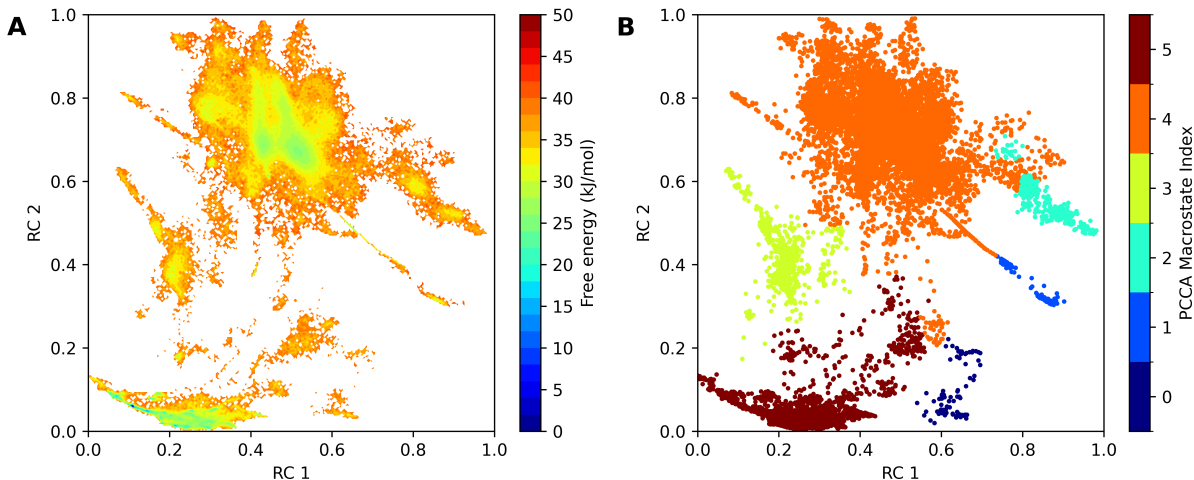 A
1.0
0.8
0.6
0.4
0.2
0.0
RC 2
0.0 0.2 0.4 0.6 0.8 1.0
RC 1
50
45
40
35
30
25
20
15
10
5
0
Free energy (kJ/mol)
B
1.0
0.8
0.6
0.4
0.2
0.0
RC 2
0.0 0.2 0.4 0.6 0.8 1.0
RC 1
5
4
3
2
1
0
PCCA Macrostate Index